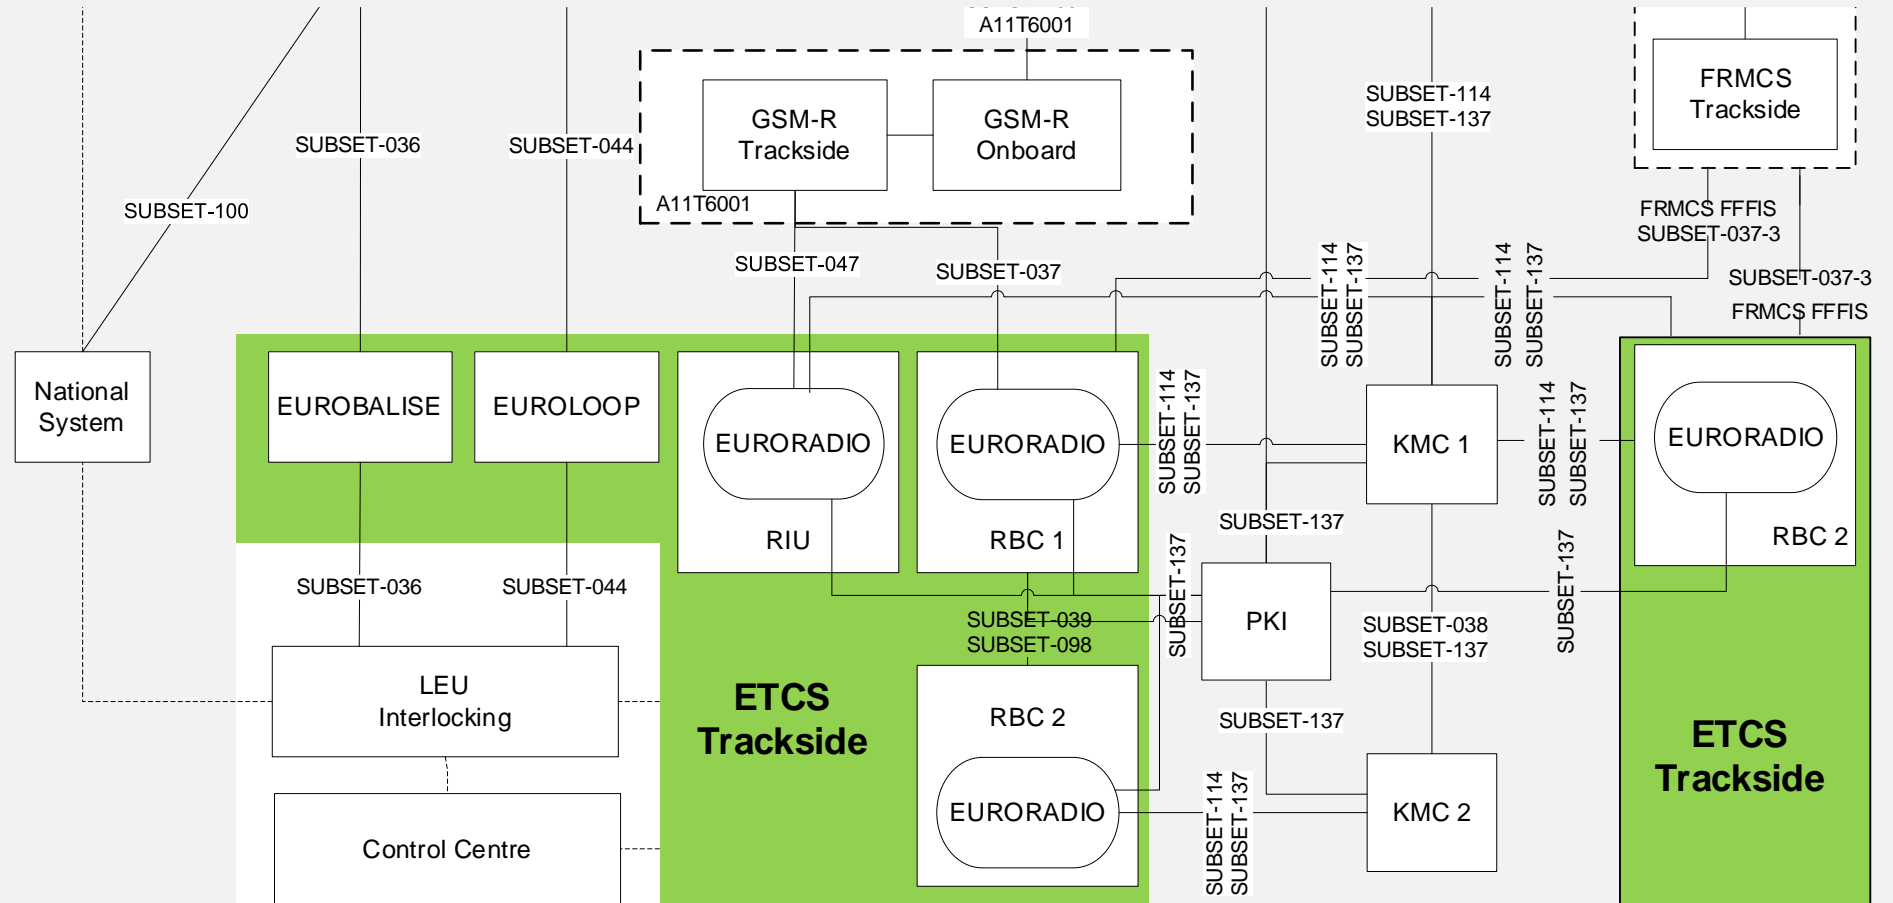 A11T6001
FRMCS
Trackside
SUBSET-114
SUBSET-137
GSM-R
Trackside
GSM-R
Onboard
SUBSET-036
SUBSET-044
A11T6001
SUBSET-100
FRMCS FFFIS
SUBSET-037-3
SUBSET-047
SUBSET-037
SUBSET-114
SUBSET-137
SUBSET-114
SUBSET-137
SUBSET-037-3
FRMCS FFFIS
National
System
EUROBALISE
EUROLOOP
EURORADIO
RIU
EURORADIO
RBC 1
SUBSET-114
SUBSET-137
KMC 1
SUBSET-114
SUBSET-137
EURORADIO
RBC 2
SUBSET-137
SUBSET-137
SUBSET-137
SUBSET-036
SUBSET-044
SUBSET-039
SUBSET-098
PKI
SUBSET-038
SUBSET-137
LEU
Interlocking
ETCS
Trackside
RBC 2
SUBSET-137
ETCS
Trackside
EURORADIO
SUBSET-114
SUBSET-137
KMC 2
Control Centre